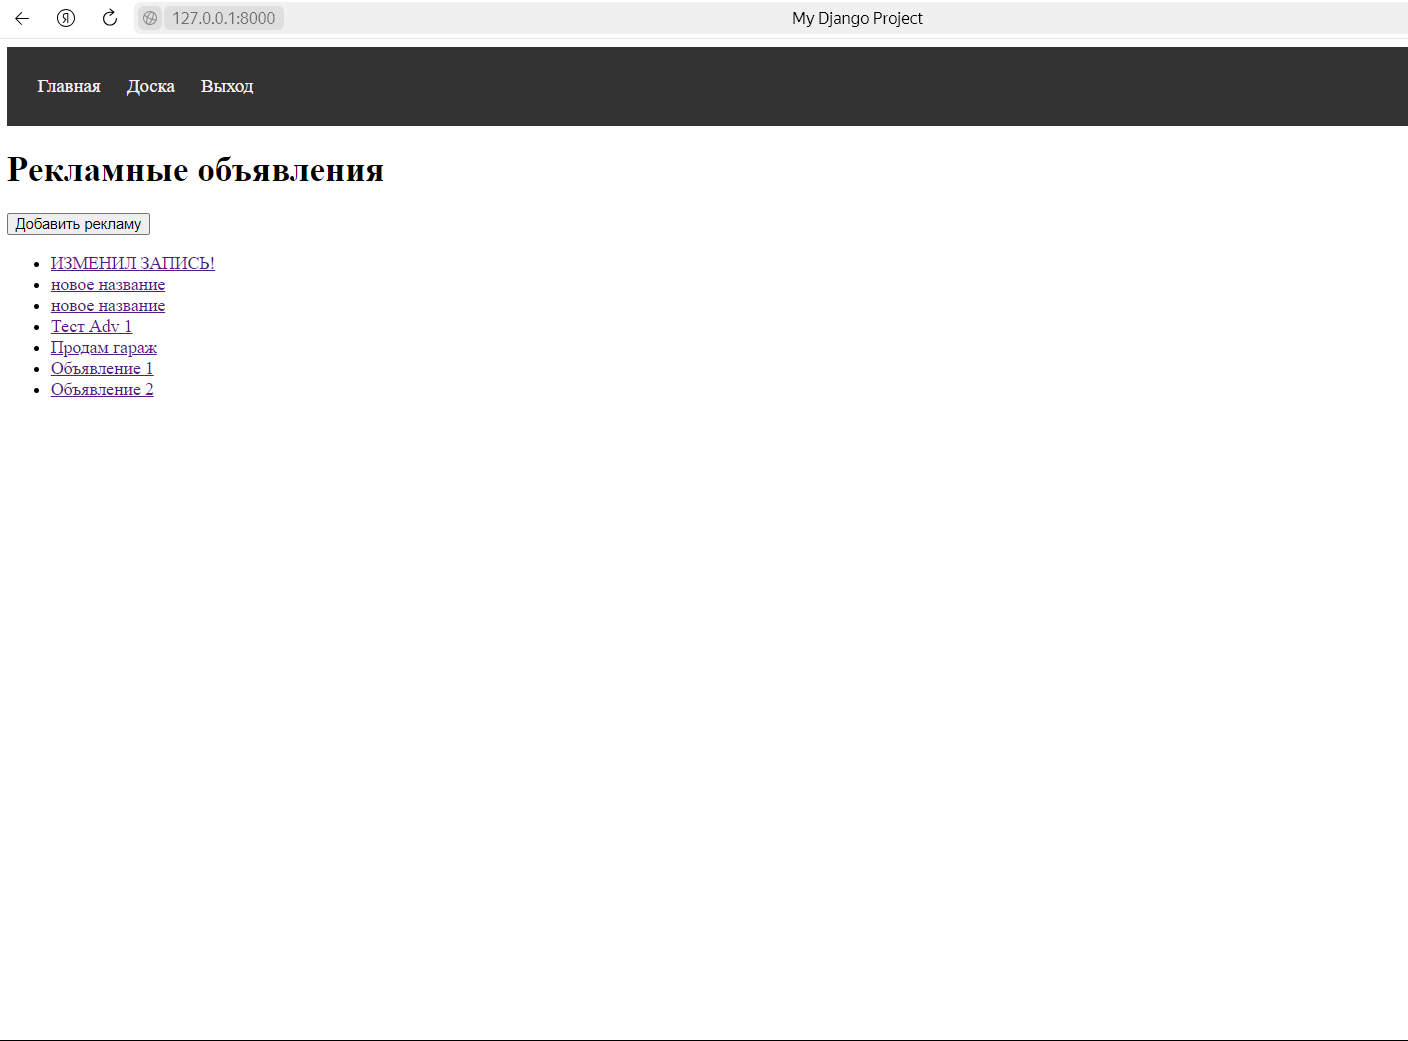 127.0.0.1:8000 My Django Project
Главная Доска Выход
Рекламные объявления
Добавить рекламу
ИЗМЕНИЛ ЗАПИСЬ!
новое название
новое название
Тест Adv 1
Продам гараж
Объявление 1
Объявление 2